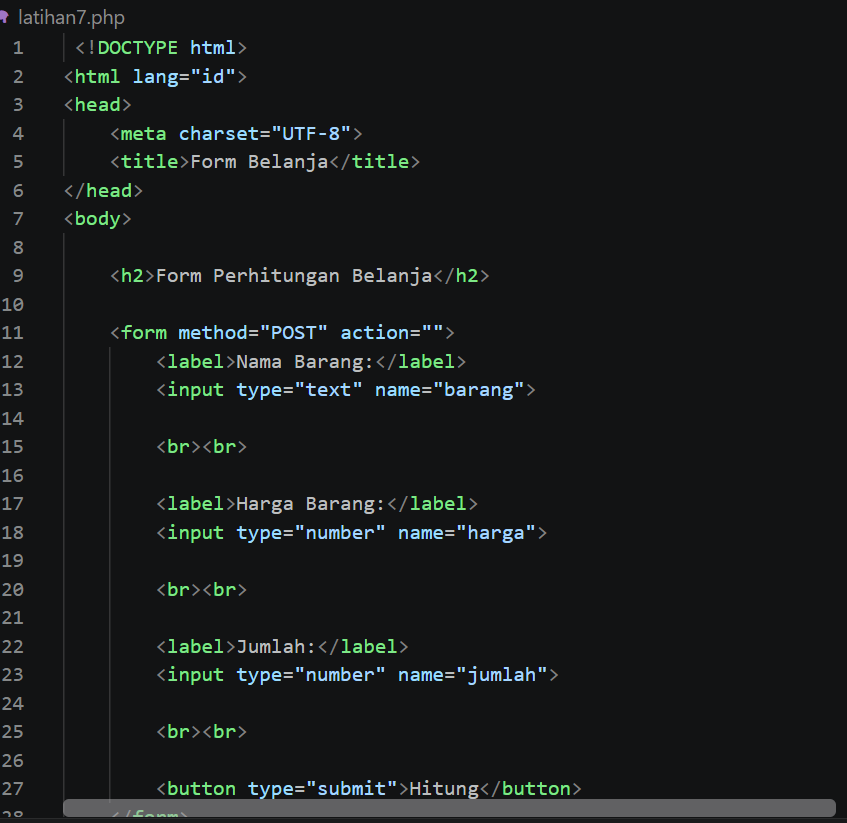 latihan7.php
1 <!DOCTYPE html>
2 <html lang="id">
3 <head>
4 <meta charset="UTF-8">
5 <title>Form Belanja</title>
6 </head>
7 <body>
8
9 <h2>Form Perhitungan Belanja</h2>
10
11 <form method="POST" action="">
12 <label>Nama Barang:</label>
13 <input type="text" name="barang">
14
15 <br><br>
16
17 <label>Harga Barang:</label>
18 <input type="number" name="harga">
19
20 <br><br>
21
22 <label>Jumlah:</label>
23 <input type="number" name="jumlah">
24
25 <br><br>
26
27 <button type="submit">Hitung</button>
28 </form>